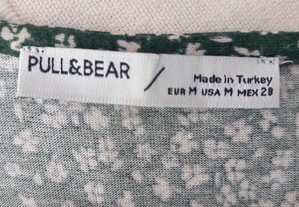 PULL&BEAR /
Made in Turkey
EUR M USA M MEX 28